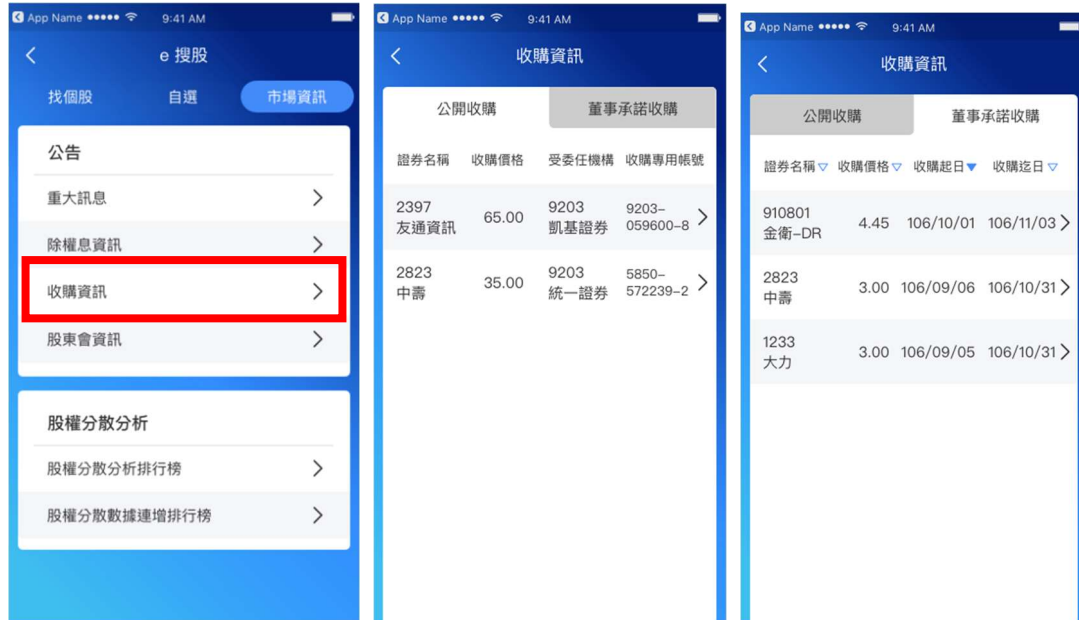 App Name 9:41 AM
e 搜股
找個股 自選 市場資訊
公告
重大訊息
除權息資訊
收購資訊
股東會資訊
股權分散分析
股權分散分析排行榜
股權分散數據連增排行榜
App Name 9:41 AM
收購資訊
公開收購 董事承諾收購
證券名稱 收購價格 受委任機構 收購專用帳號
2397
友通資訊 65.00 9203
凱基證券 9203-
059600-8
2823
中壽 35.00 9203
統一證券 5850-
572239-2
App Name 9:41 AM
收購資訊
公開收購 董事承諾收購
證券名稱▽ 收購價格▽ 收購起日▼ 收購迄日▽
910801
金衛-DR 4.45 106/10/01 106/11/03
2823
中壽 3.00 106/09/06 106/10/31
1233
大力 3.00 106/09/05 106/10/31